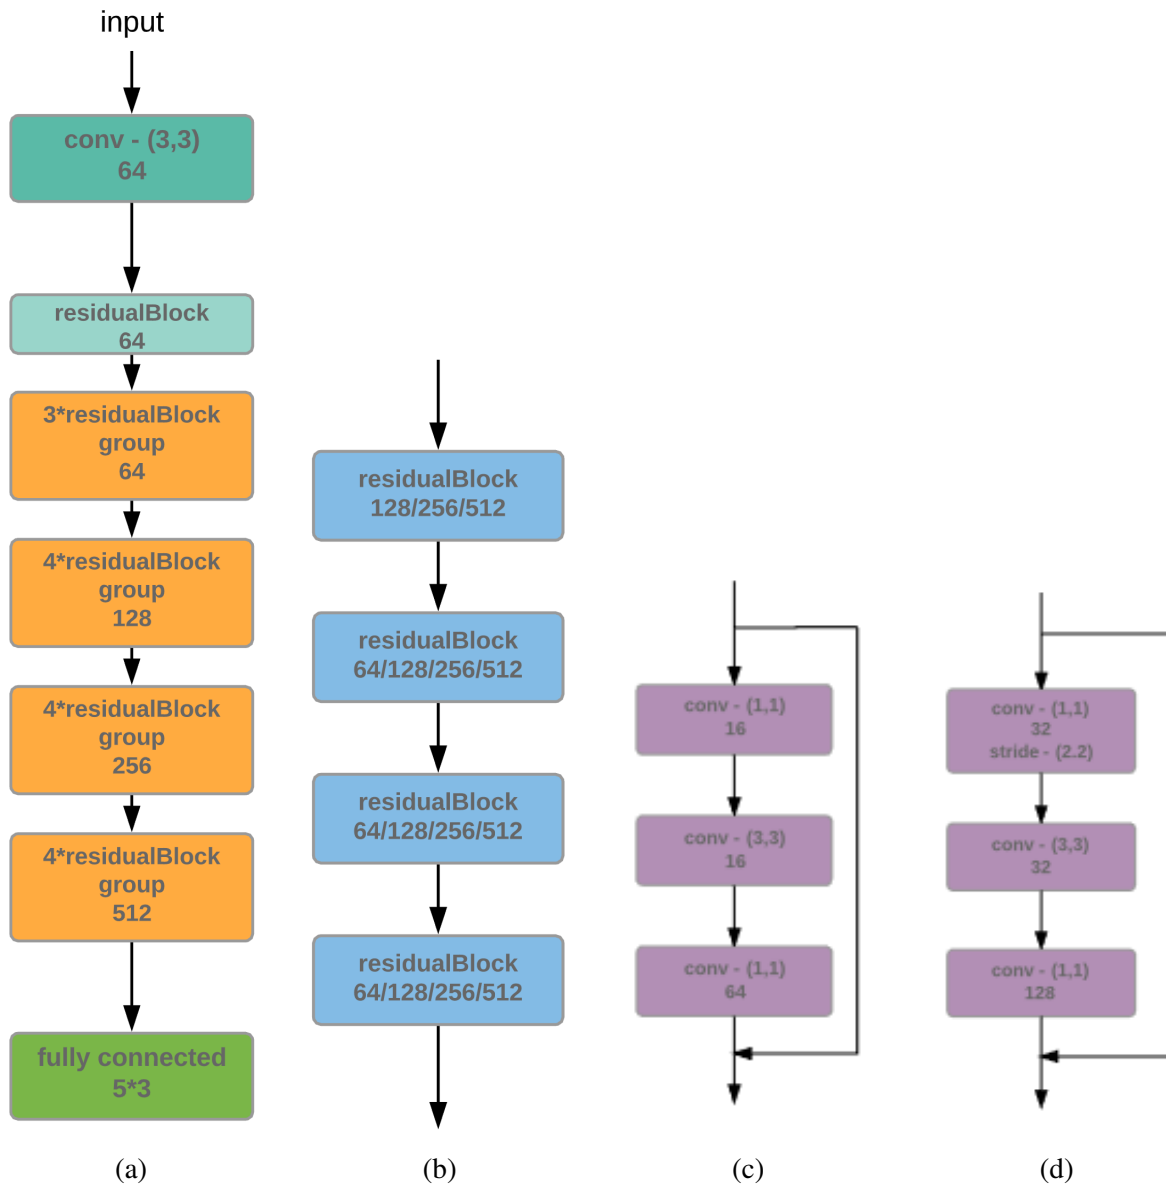 input
conv - (3,3)
64
residualBlock
64
3*residualBlock
group
64
4*residualBlock
group
128
4*residualBlock
group
256
4*residualBlock
group
512
fully connected
5*3
(a)
residualBlock
128/256/512
residualBlock
64/128/256/512
residualBlock
64/128/256/512
residualBlock
64/128/256/512
(b)
conv - (1,1)
16
conv - (3,3)
16
conv - (1,1)
64
(c)
conv - (1,1)
32
stride - (2.2)
conv - (3,3)
32
conv - (1,1)
128
(d)